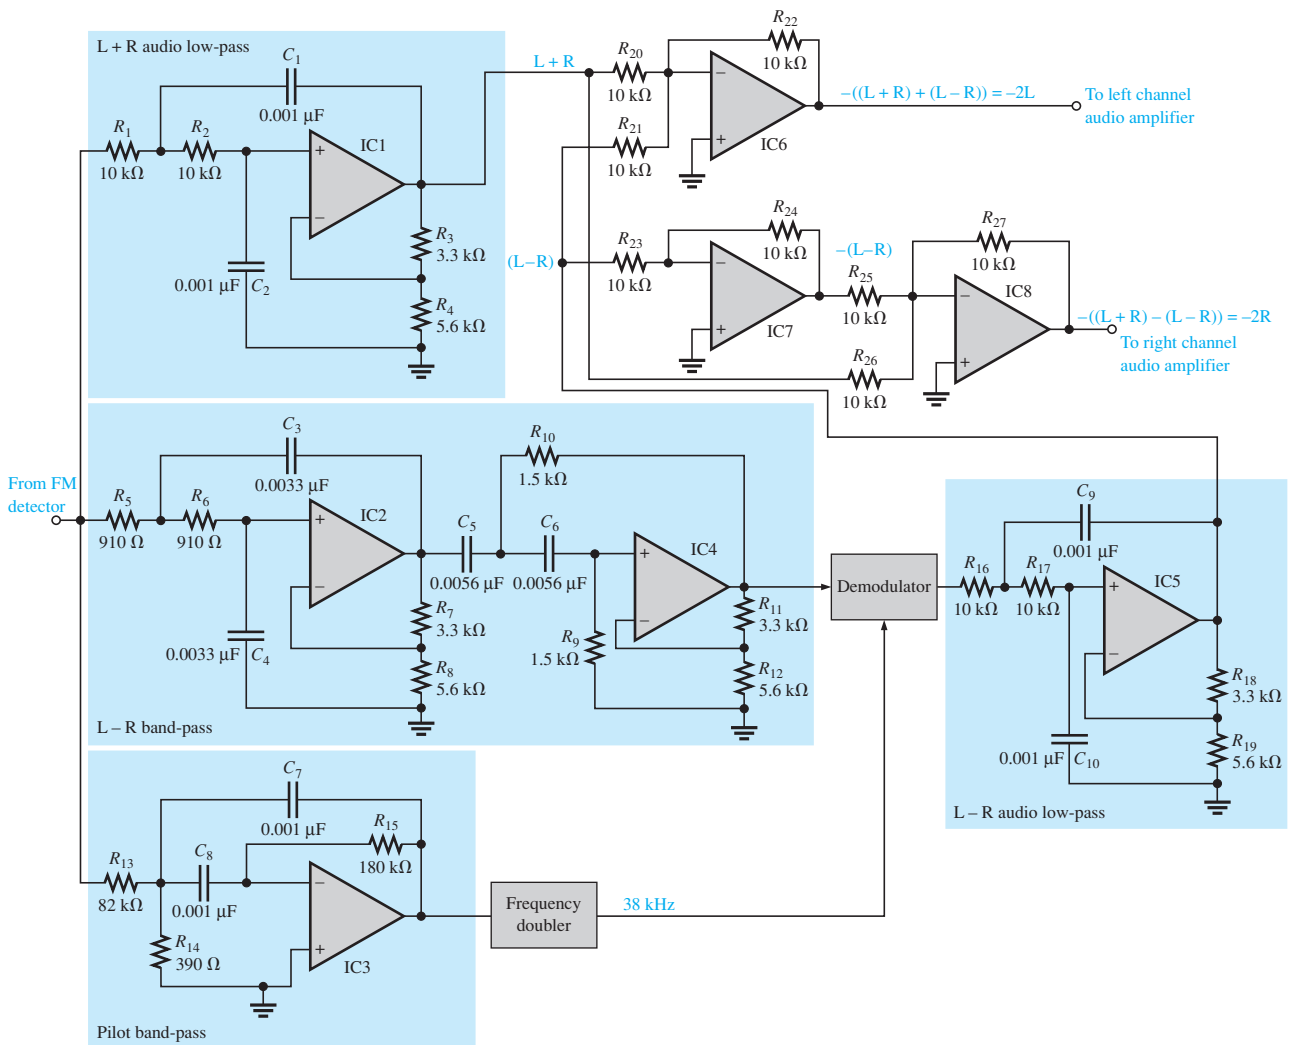 L + R audio low-pass
C1
0.001 µF
R1
10 kΩ
R2
10 kΩ
+
−
IC1
0.001 µF C2
R3
3.3 kΩ
R4
5.6 kΩ
L + R
R20
10 kΩ
R21
10 kΩ
R22
10 kΩ
−
+
IC6
−((L + R) + (L – R)) = –2L
To left channel
audio amplifier
(L–R)
R23
10 kΩ
R24
10 kΩ
−
+
IC7
−(L–R)
R25
10 kΩ
R26
10 kΩ
R27
10 kΩ
−
+
IC8
−((L + R) − (L – R)) = –2R
To right channel
audio amplifier
From FM
detector
C3
0.0033 µF
R5
910 Ω
R6
910 Ω
+
−
IC2
0.0033 µF C4
R7
3.3 kΩ
R8
5.6 kΩ
C5
0.0056 µF
C6
0.0056 µF
R10
1.5 kΩ
R9
1.5 kΩ
+
−
IC4
R11
3.3 kΩ
R12
5.6 kΩ
L – R band-pass
Demodulator
C9
0.001 µF
R16
10 kΩ
R17
10 kΩ
+
−
IC5
R18
3.3 kΩ
R19
5.6 kΩ
0.001 µF C10
L – R audio low-pass
C7
0.001 µF
R15
180 kΩ
R13
82 kΩ
C8
0.001 µF
R14
390 Ω
−
+
IC3
Pilot band-pass
Frequency
doubler
38 kHz